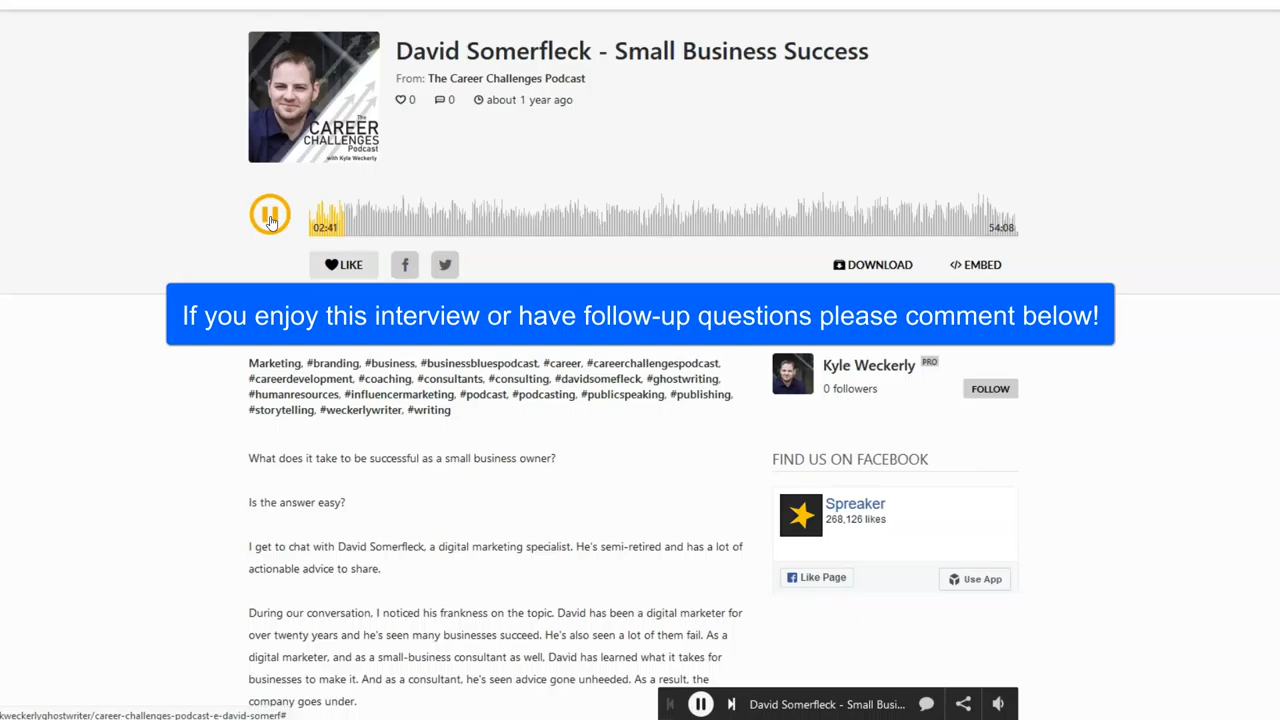 David Somerfleck - Small Business Success
From: The Career Challenges Podcast
0 0 about 1 year ago
The
CAREER
CHALLENGES
Podcast
with Kyle Weckerly
02:41
54:08
LIKE
DOWNLOAD
EMBED
If you enjoy this interview or have follow-up questions please comment below!
Marketing, #branding, #business, #businessbluespodcast, #career, #careerchallengespodcast,
#careerdevelopment, #coaching, #consultants, #consulting, #davidsomefleck, #ghostwriting,
#humanresources, #influencermarketing, #podcast, #podcasting, #publicspeaking, #publishing,
#storytelling, #weckerlywriter, #writing
What does it take to be successful as a small business owner?
Is the answer easy?
I get to chat with David Somerfleck, a digital marketing specialist. He's semi-retired and has a lot of
actionable advice to share.
During our conversation, I noticed his frankness on the topic. David has been a digital marketer for
over twenty years and he's seen many businesses succeed. He's also seen a lot of them fail. As a
digital marketer, and as a small-business consultant as well, David has learned what it takes for
businesses to make it. And as a consultant, he's seen advice gone unheeded. As a result, the
company goes under.
Kyle Weckerly PRO
0 followers
FOLLOW
FIND US ON FACEBOOK
Spreaker
268,126 likes
Like Page
Use App
David Somerfleck - Small Busi...
kweckerlyghostwriter/career-challenges-podcast-e-david-somerf#